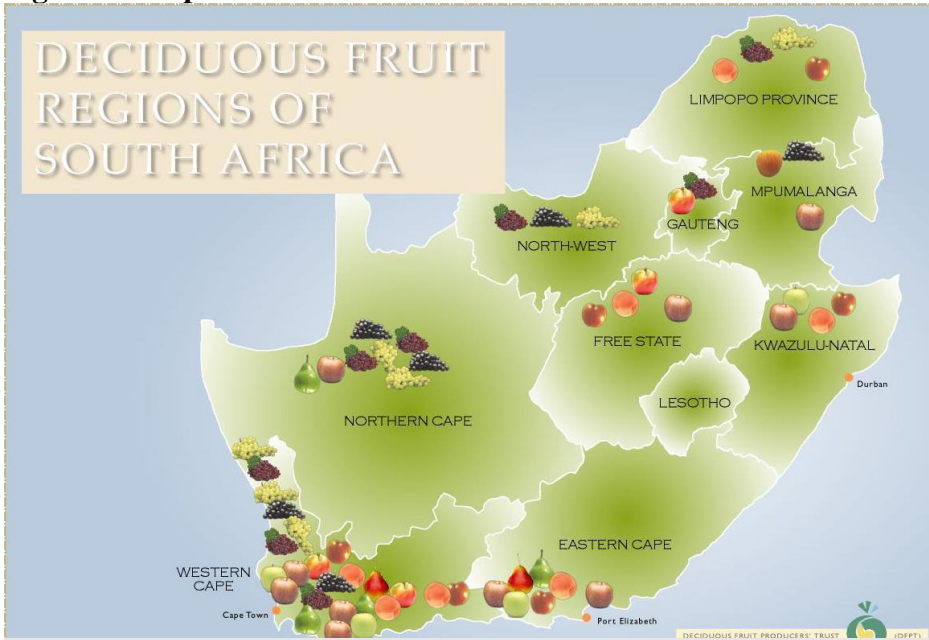 DECIDUOUS FRUIT
REGIONS OF
SOUTH AFRICA
LIMPOPO PROVINCE
MPUMALANGA
GAUTENG
NORTH-WEST
FREE STATE
KWAZULU-NATAL
Durban
LESOTHO
NORTHERN CAPE
EASTERN CAPE
WESTERN
CAPE
Cape Town
Port Elizabeth
DECIDUOUS FRUIT PRODUCERS' TRUST (DFPT)